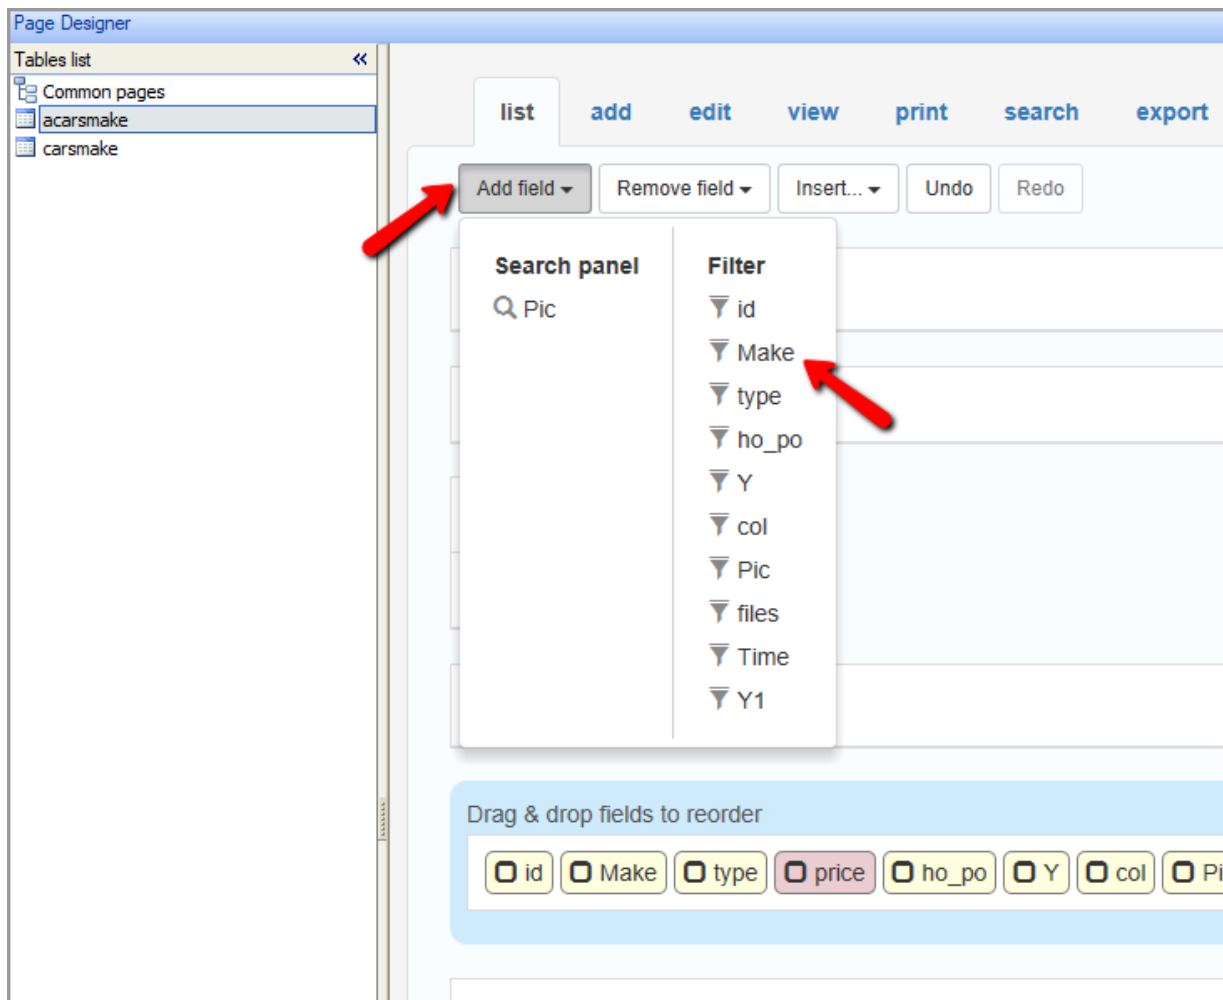 Page Designer
Tables list «
Common pages
acarsmake
carsmake
list add edit view print search export
Add field Remove field Insert... Undo Redo
Search panel Filter
Pic id
Make
type
ho_po
Y
col
Pic
files
Time
Y1
Drag & drop fields to reorder
id Make type price ho_po Y col Pi